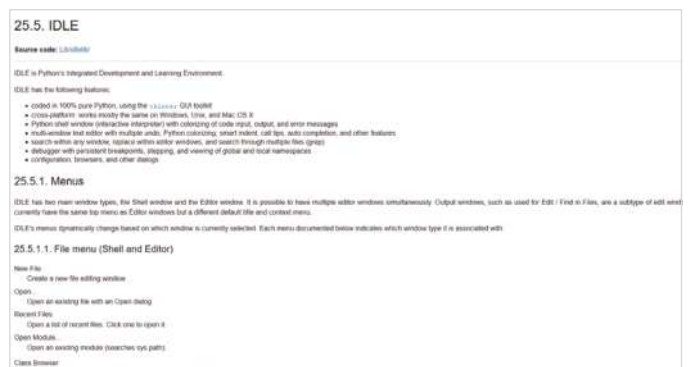 25.5. IDLE
Source code: Lib/idlelib/
IDLE is Python's Integrated Development and Learning Environment.
IDLE has the following features:
• coded in 100% pure Python, using the tkinter GUI toolkit
• cross-platform: works mostly the same on Windows, Unix, and Mac OS X
• Python shell window (interactive interpreter) with colorizing of code input, output, and error messages
• multi-window text editor with multiple undo, Python colorizing, smart indent, call tips, auto completion, and other features
• search within any window, replace within editor windows, and search through multiple files (grep)
• debugger with persistent breakpoints, stepping, and viewing of global and local namespaces
• configuration, browsers, and other dialogs
25.5.1. Menus
IDLE has two main window types, the Shell window and the Editor window. It is possible to have multiple editor windows simultaneously. Output windows, such as used for Edit / Find in Files, are a subtype of edit wind
currently have the same top menu as Editor windows but a different default title and context menu.
IDLE's menus dynamically change based on which window is currently selected. Each menu documented below indicates which window type it is associated with.
25.5.1.1. File menu (Shell and Editor)
New File
Create a new file editing window.
Open...
Open an existing file with an Open dialog.
Recent Files
Open a list of recent files. Click one to open it.
Open Module...
Open an existing module (searches sys.path).
Class Browser